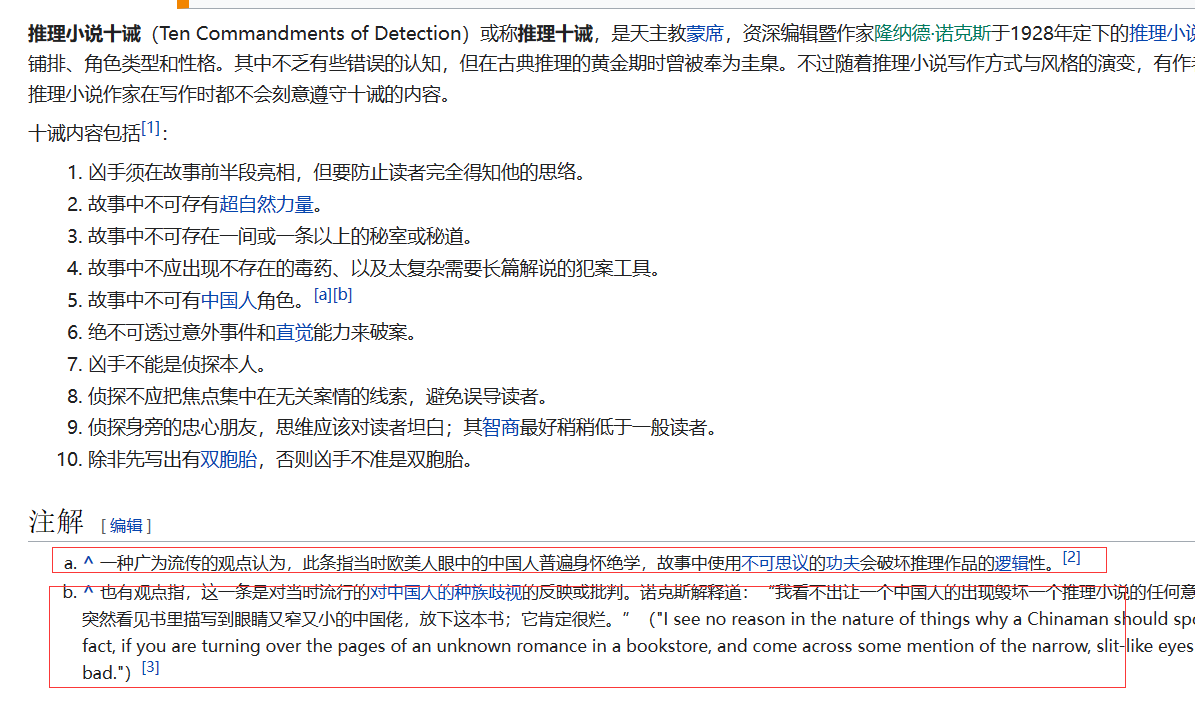 推理小说十诫（Ten Commandments of Detection）或称推理十诫，是天主教蒙席，资深编辑暨作家隆纳德·诺克斯于1928年定下的推理小说
铺排、角色类型和性格。其中不乏有些错误的认知，但在古典推理的黄金期时曾被奉为圭臬。不过随着推理小说写作方式与风格的演变，有作
推理小说作家在写作时都不会刻意遵守十诫的内容。
十诫内容包括[1]：
1. 凶手须在故事前半段亮相，但要防止读者完全得知他的思络。
2. 故事中不可存有超自然力量。
3. 故事中不可存在一间或一条以上的秘室或秘道。
4. 故事中不应出现不存在的毒药、以及太复杂需要长篇解说的犯案工具。
5. 故事中不可有中国人角色。[a][b]
6. 绝不可透过意外事件和直觉能力来破案。
7. 凶手不能是侦探本人。
8. 侦探不应把焦点集中在无关案情的线索，避免误导读者。
9. 侦探身旁的忠心朋友，思维应该对读者坦白；其智商最好稍稍低于一般读者。
10. 除非先写出有双胞胎，否则凶手不准是双胞胎。
注解 [ 编辑 ]
a. ^ 一种广为流传的观点认为，此条指当时欧美人眼中的中国人普遍身怀绝学，故事中使用不可思议的功夫会破坏推理作品的逻辑性。[2]
b. ^ 也有观点指，这一条是对当时流行的对中国人的种族歧视的反映或批判。诺克斯解释道：“我看不出让一个中国人的出现毁坏一个推理小说的任何意
突然看见书里描写到眼睛又窄又小的中国佬，放下这本书；它肯定很烂。”（"I see no reason in the nature of things why a Chinaman should spo
fact, if you are turning over the pages of an unknown romance in a bookstore, and come across some mention of the narrow, slit-like eyes
bad."）[3]